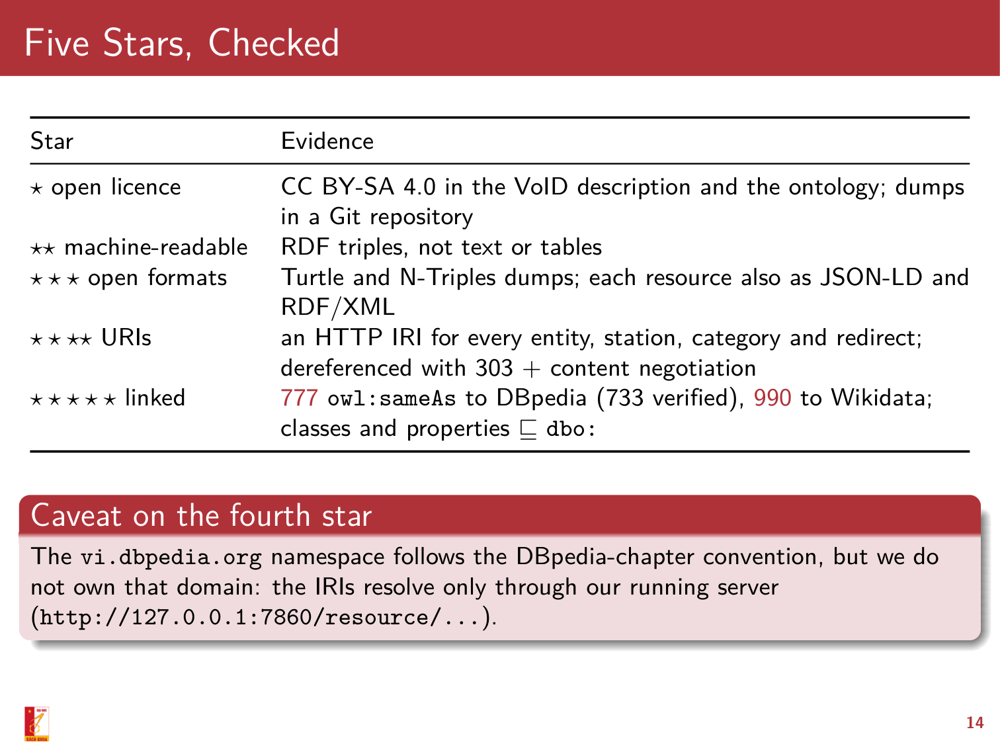 Five Stars, Checked
Star Evidence
⋆ open licence CC BY-SA 4.0 in the VoID description and the ontology; dumps
in a Git repository
⋆⋆ machine-readable RDF triples, not text or tables
⋆ ⋆ ⋆ open formats Turtle and N-Triples dumps; each resource also as JSON-LD and
RDF/XML
⋆ ⋆ ⋆⋆ URIs an HTTP IRI for every entity, station, category and redirect;
dereferenced with 303 + content negotiation
⋆ ⋆ ⋆ ⋆ ⋆ linked 777 owl:sameAs to DBpedia (733 verified), 990 to Wikidata;
classes and properties ⊑ dbo:
Caveat on the fourth star
The vi.dbpedia.org namespace follows the DBpedia-chapter convention, but we do
not own that domain: the IRIs resolve only through our running server
(http://127.0.0.1:7860/resource/...).
ĐẠI HỌC
BÁCH KHOA
14